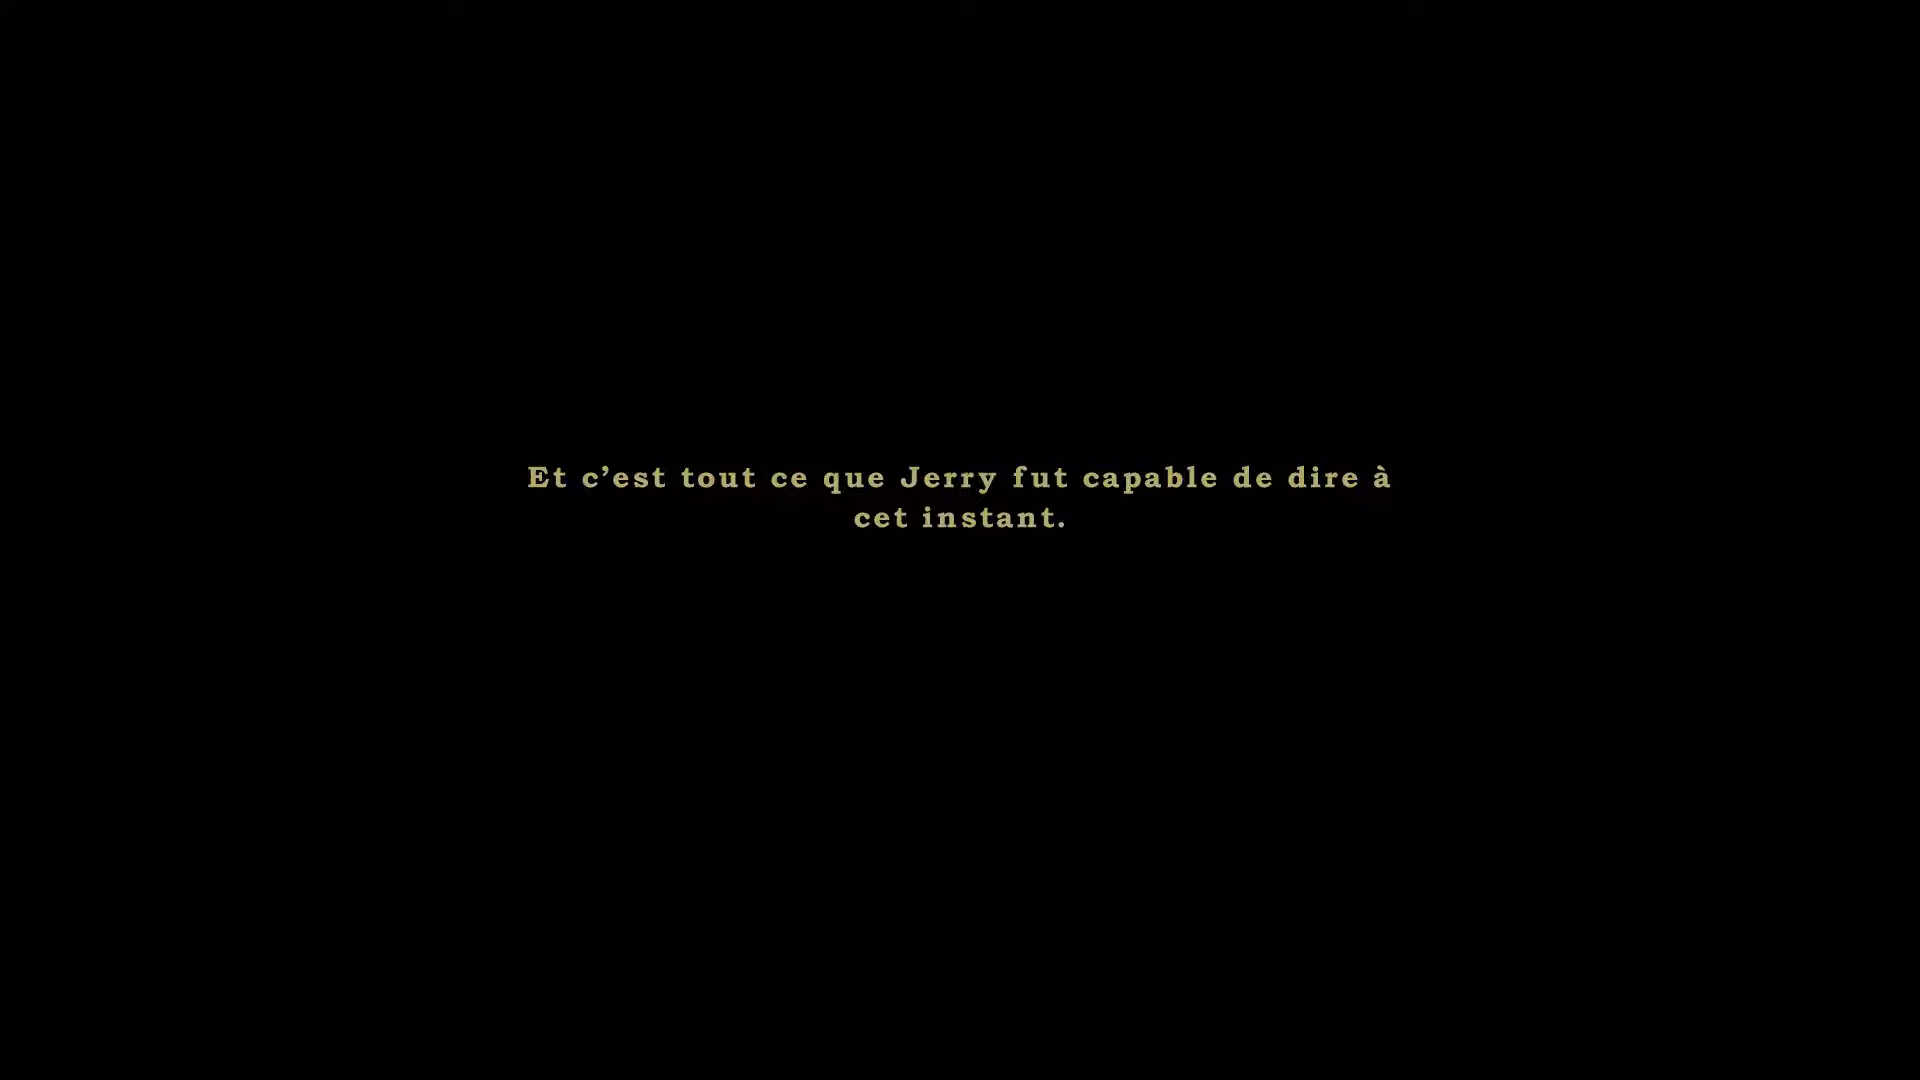 Et c’est tout ce que Jerry fut capable de dire à
cet instant.